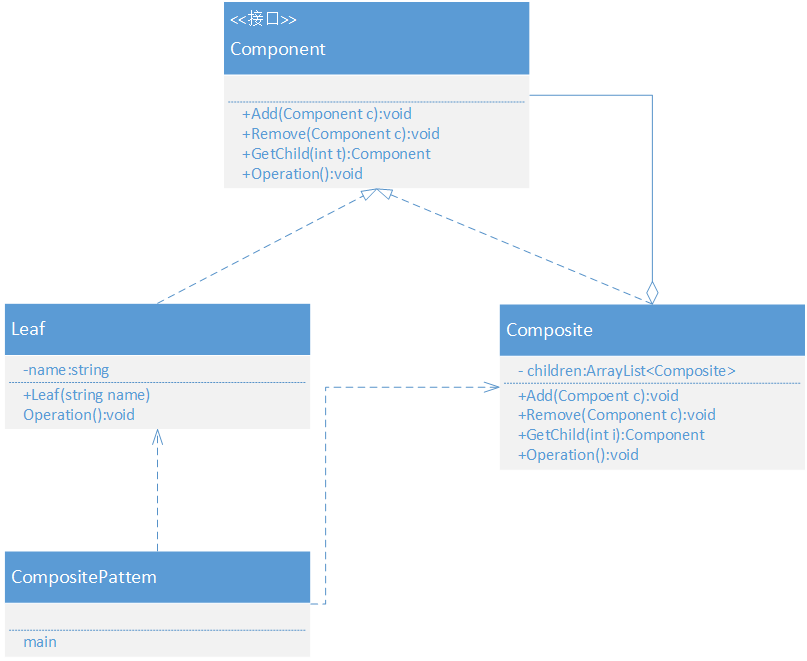 <<接口>>
Component
+Add(Component c):void
+Remove(Component c):void
+GetChild(int t):Component
+Operation():void
Leaf
-name:string
+Leaf(string name)
Operation():void
Composite
- children:ArrayList<Composite>
+Add(Compoent c):void
+Remove(Component c):void
+GetChild(int i):Component
+Operation():void
CompositePattem
main